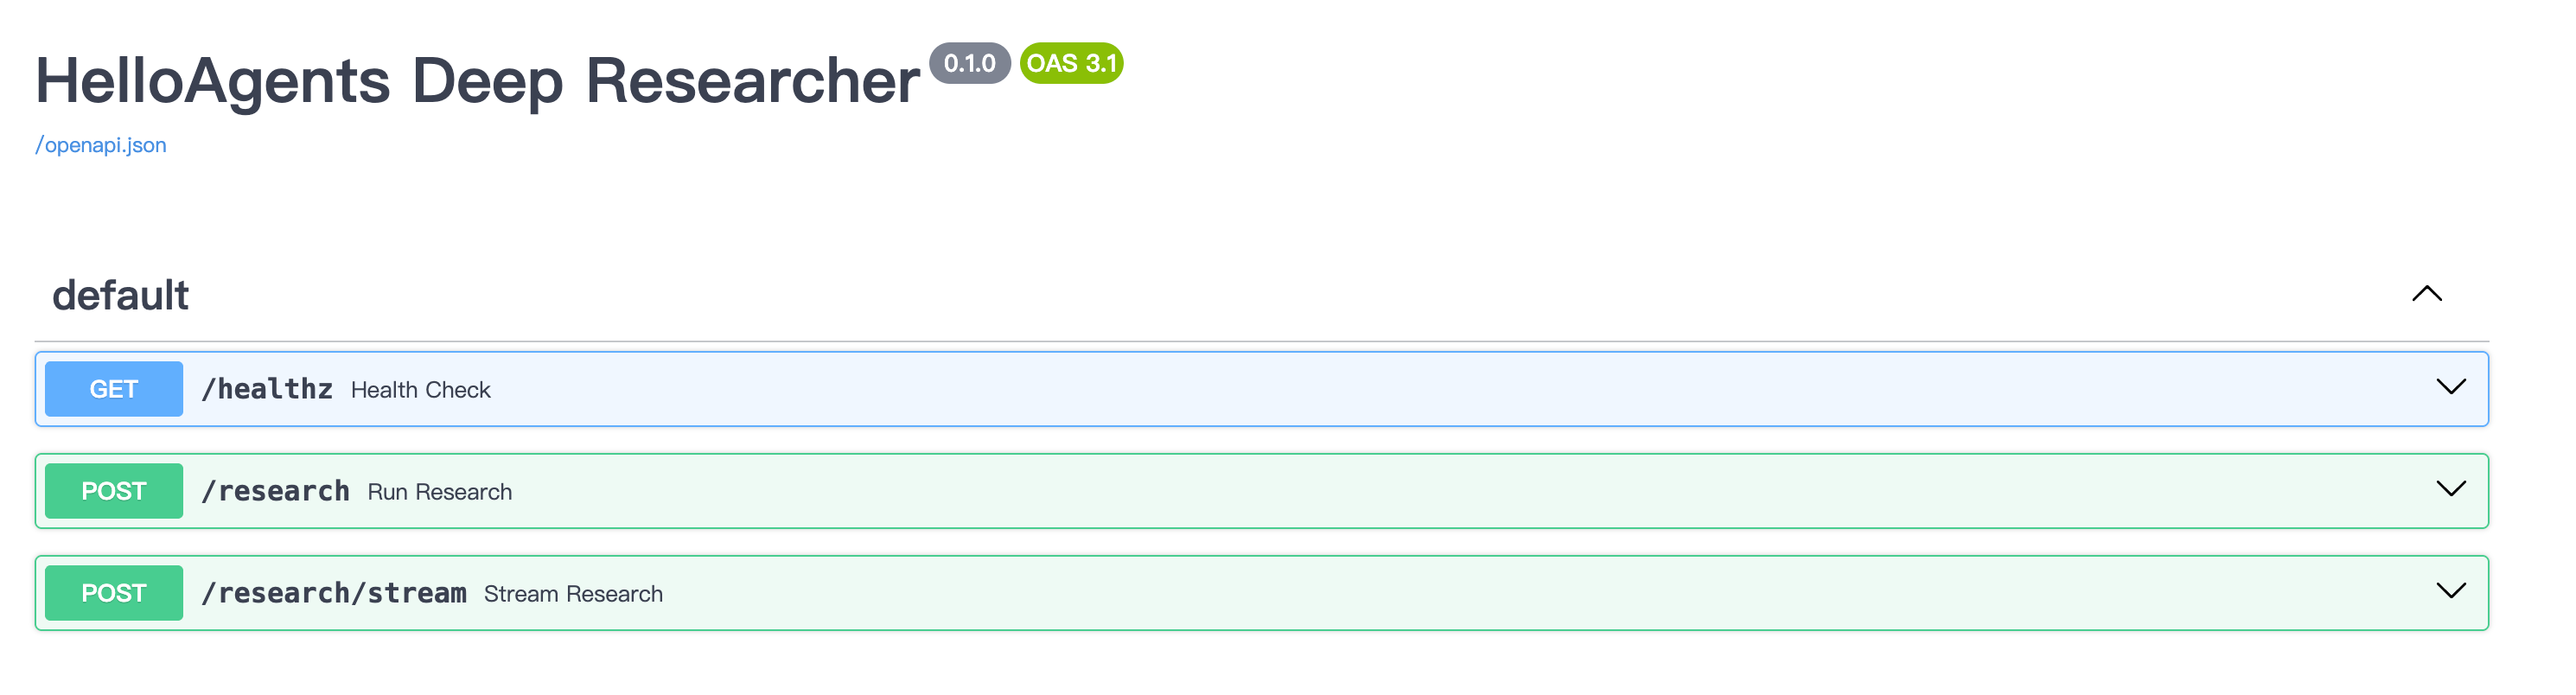 HelloAgents Deep Researcher 0.1.0 OAS 3.1
/openapi.json
default
GET /healthz Health Check
POST /research Run Research
POST /research/stream Stream Research